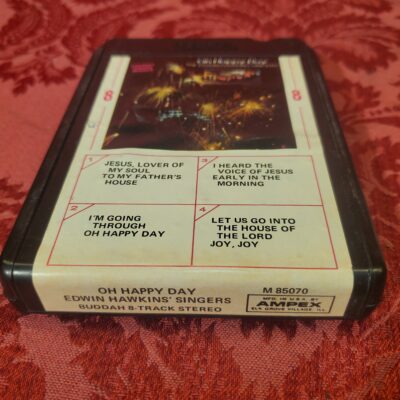 Oh Happy Day
8
8
1
JESUS, LOVER OF
MY SOUL
TO MY FATHER'S
HOUSE
3
I HEARD THE
VOICE OF JESUS
EARLY IN THE
MORNING
2
I'M GOING
THROUGH
OH HAPPY DAY
4
LET US GO INTO
THE HOUSE OF
THE LORD
JOY, JOY
OH HAPPY DAY
EDWIN HAWKINS' SINGERS
BUDDAH 8-TRACK STEREO
M 85070
MFG. IN U.S.A. BY
AMPEX
ELK GROVE VILLAGE, ILL.